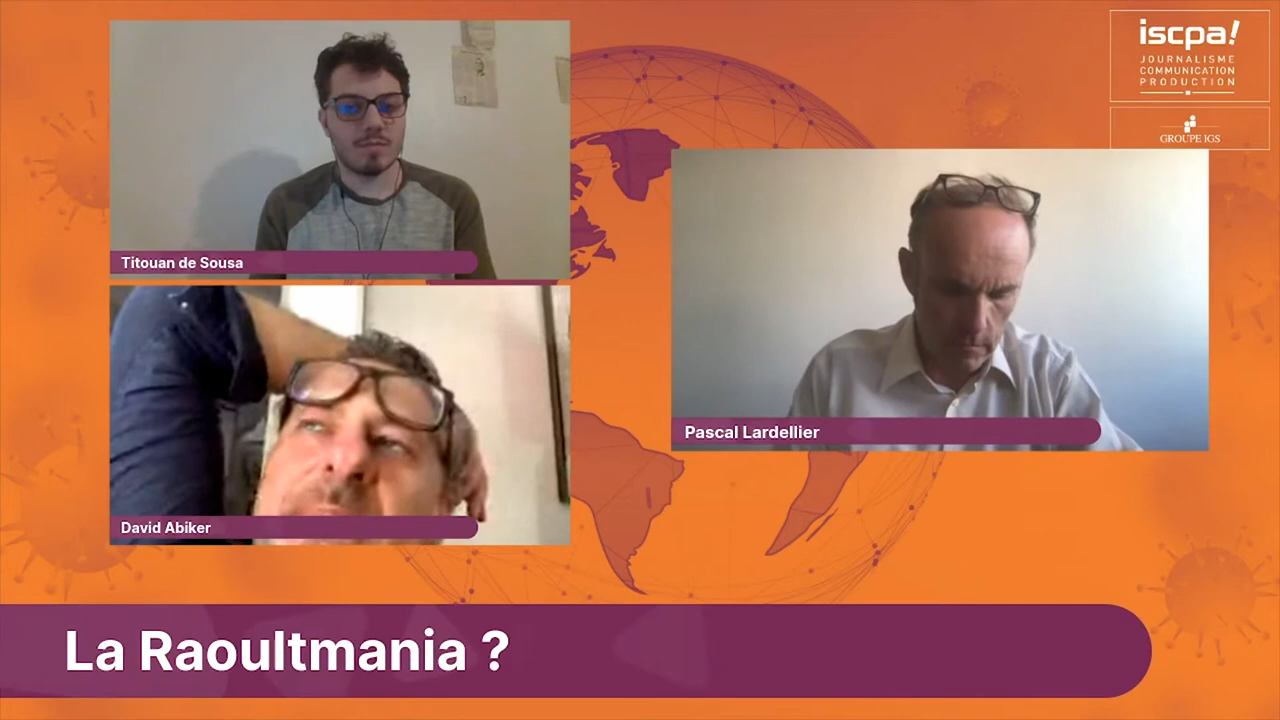 iscpa!
JOURNALISME
COMMUNICATION
PRODUCTION
GROUPE IGS
Titouan de Sousa
Pascal Lardellier
David Abiker
La Raoultmania ?